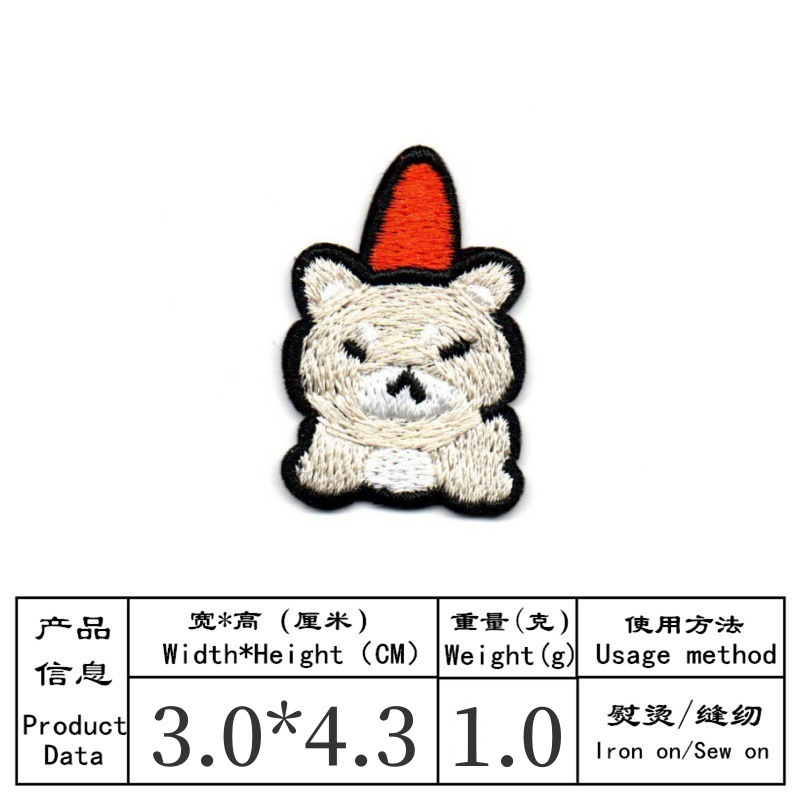 产品
信息
Product
Data
宽*高（厘米）
Width*Height（CM）
重量(克)
Weight(g)
使用方法
Usage method
3.0*4.3
1.0
熨烫/缝纫
Iron on/Sew on